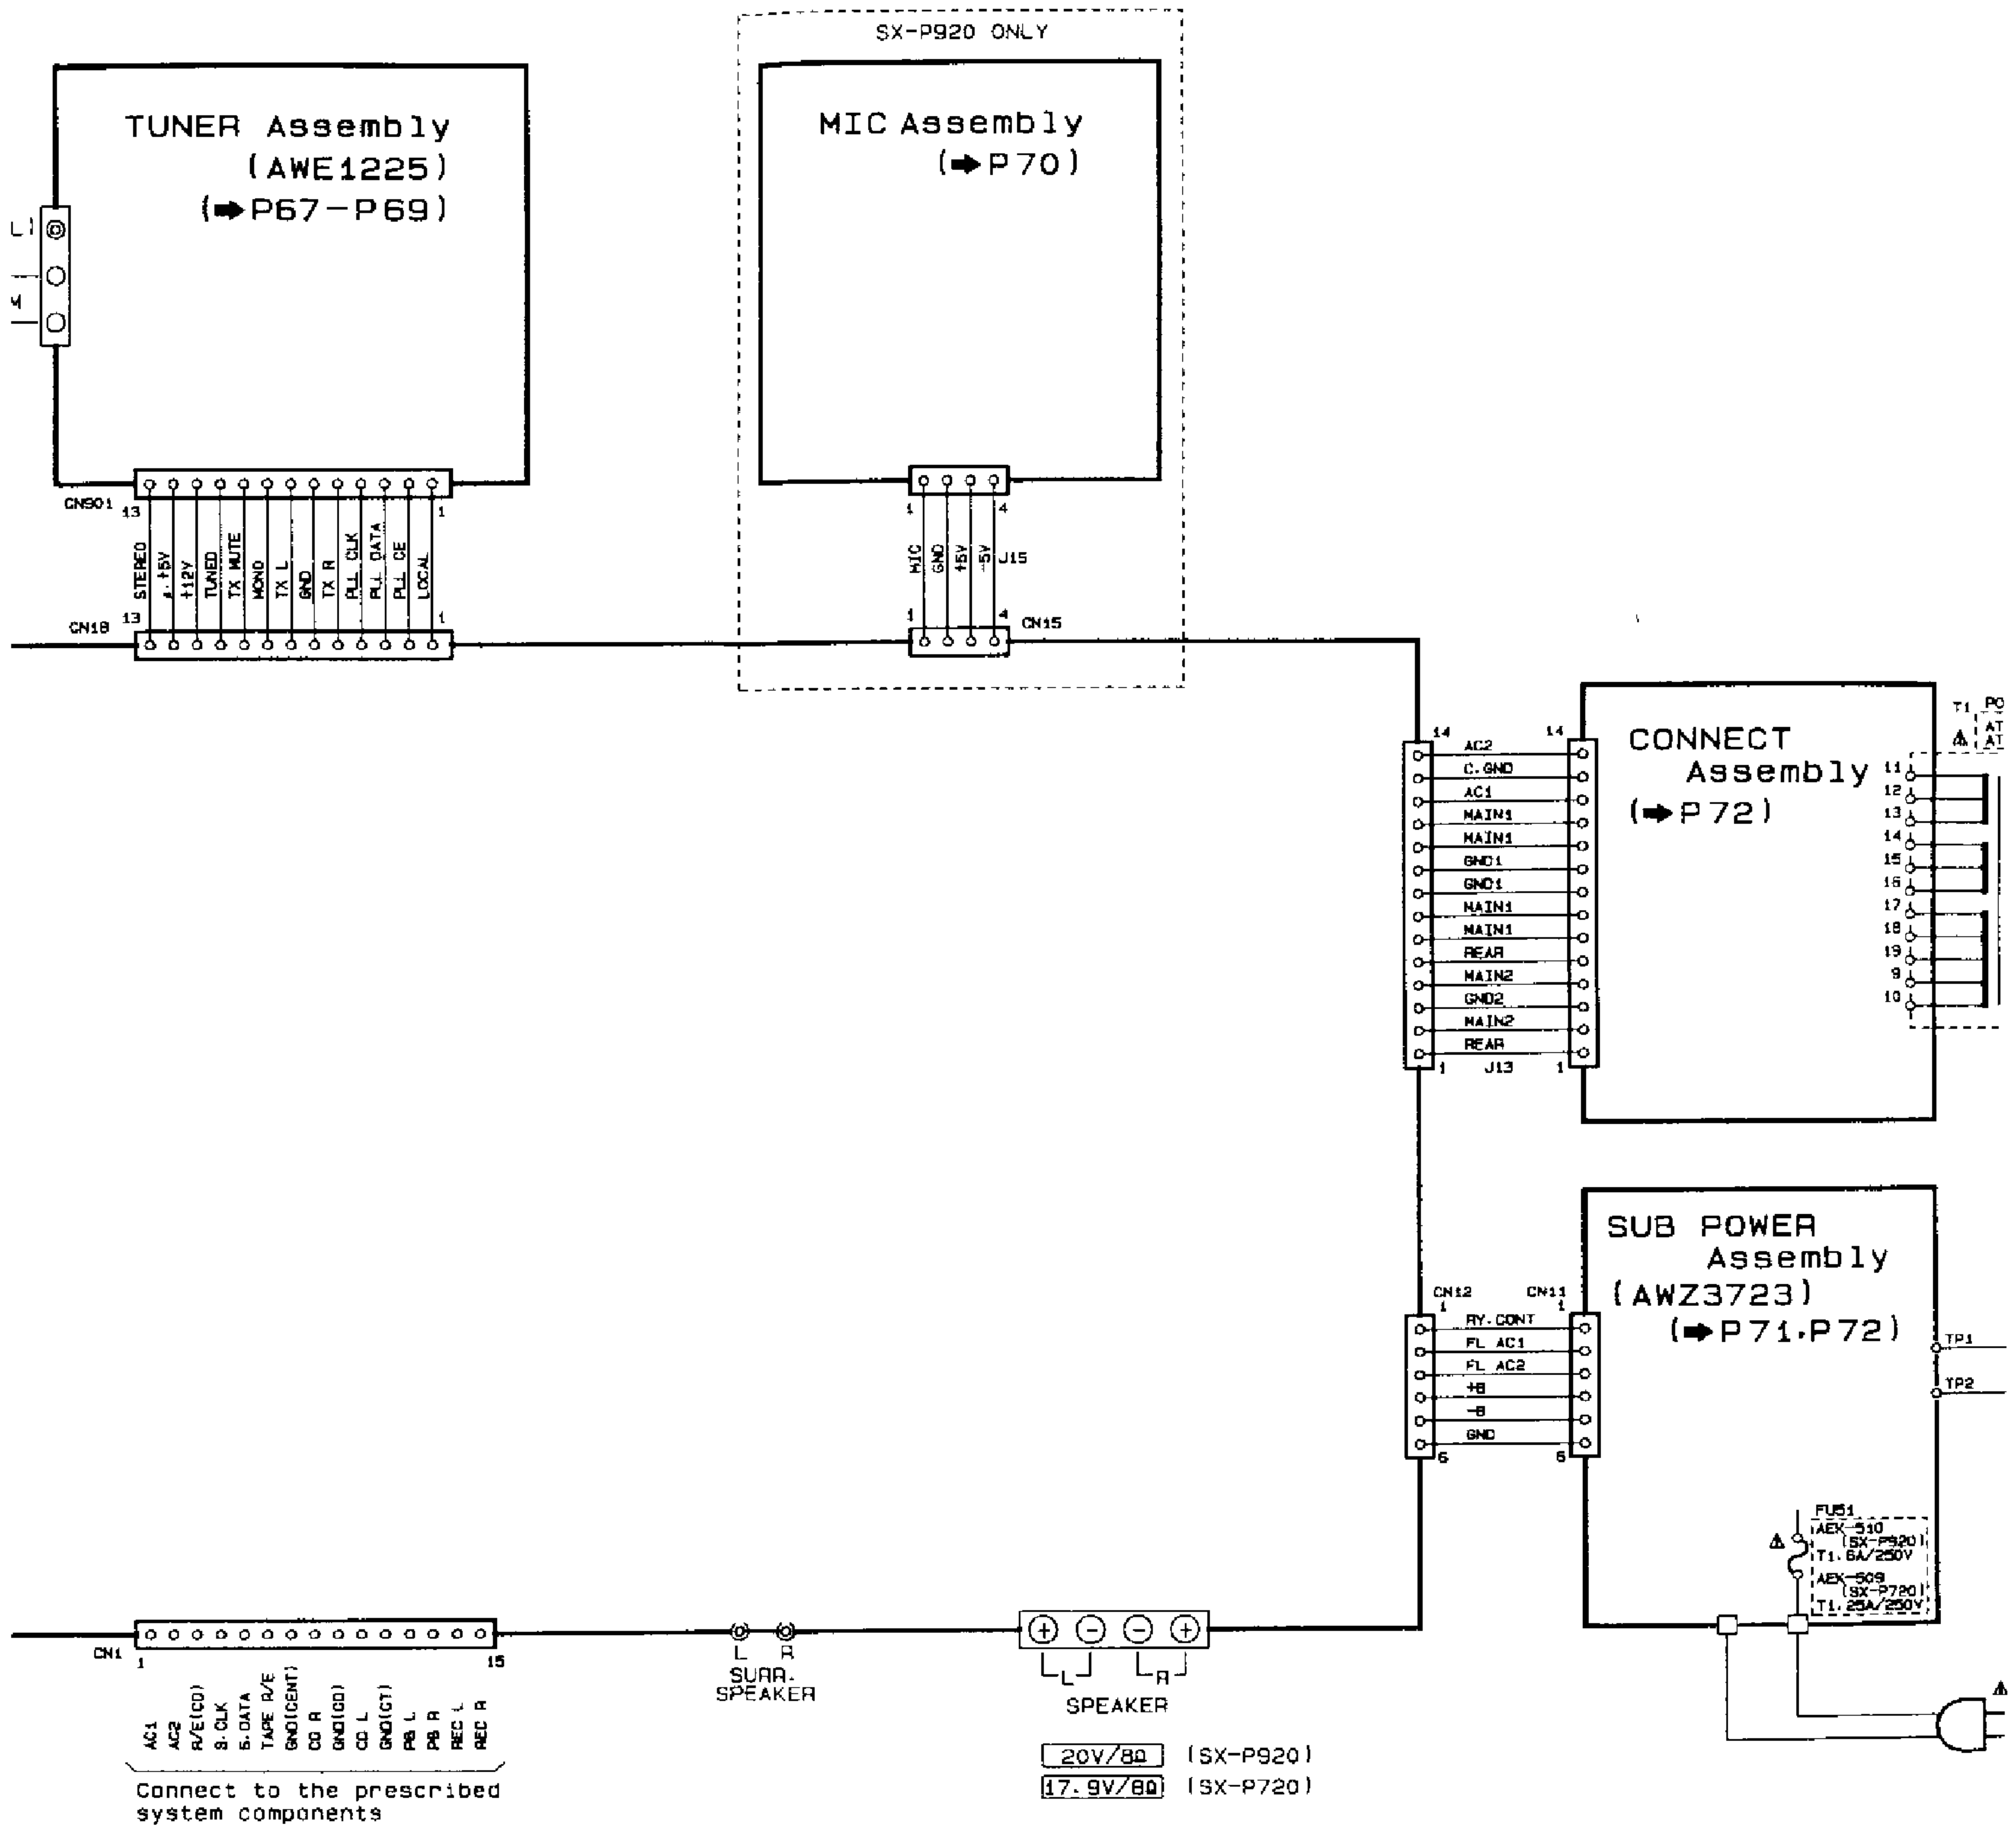 SX-P920 ONLY
TUNER Assembly
(AWE1225)
(➡P67-P69)
MIC Assembly
(➡P70)
CN901
13
1
STEREO
+12V
TUNED
TX MUTE
MONO
TX L
GND
TX R
PLL CLK
PLL DATA
PLL CE
LOCAL
CN18
13
1
1
4
MIC
GND
+5V
-5V
J15
1
4
CN15
14
14
AC2
C.GND
AC1
MAIN1
MAIN1
GND1
GND1
MAIN1
MAIN1
REAR
MAIN2
GND2
MAIN2
REAR
1
J13
1
CONNECT
Assembly
(➡P72)
T1
PO
AT
AT
11
12
13
14
15
16
17
18
19
9
10
SUB POWER
Assembly
(AWZ3723)
(➡P71,P72)
CN12
CN11
1
1
RY.CONT
FL AC1
FL AC2
+B
-B
GND
6
6
TP1
TP2
FU51
AEK-510
(SX-P920)
T1.6A/250V
AEK-509
(SX-P720)
T1.25A/250V
CN1
1
15
AC1
AC2
R/E(CD)
S.CLK
S.DATA
TAPE R/E
GND(CENT)
CD R
GND(CD)
CD L
GND(CT)
PB L
PB R
REC L
REC R
Connect to the prescribed
system components
L R
SURR.
SPEAKER
+ - - +
L R
SPEAKER
20V/8Ω (SX-P920)
17.9V/8Ω (SX-P720)